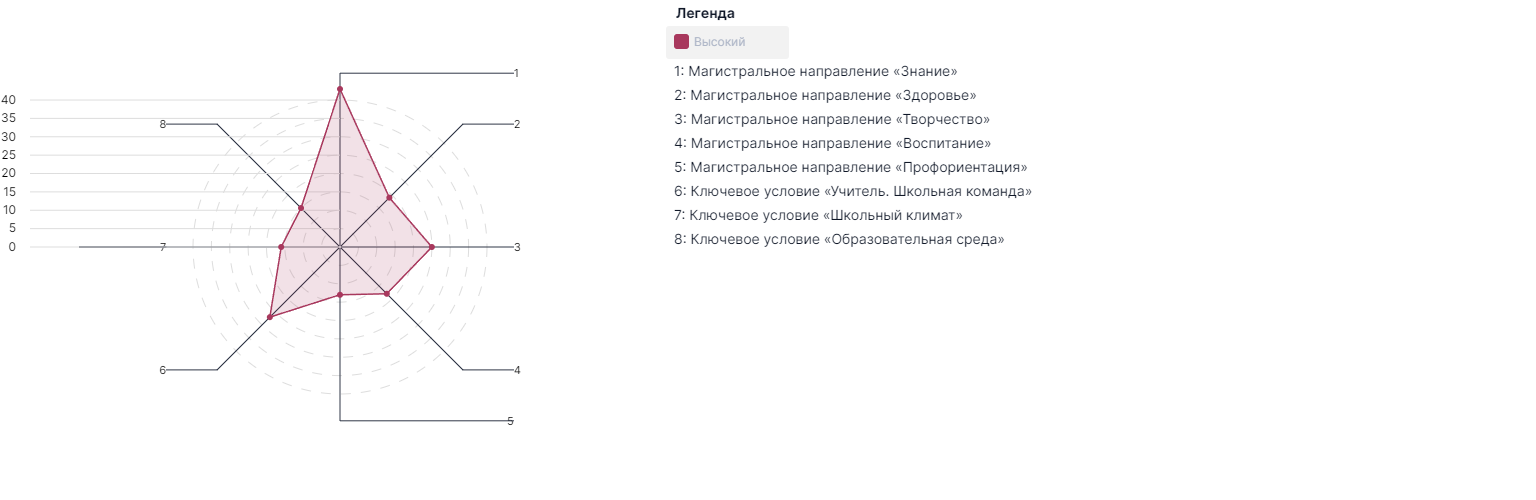 Легенда
Высокий
1: Магистральное направление «Знание»
2: Магистральное направление «Здоровье»
3: Магистральное направление «Творчество»
4: Магистральное направление «Воспитание»
5: Магистральное направление «Профориентация»
6: Ключевое условие «Учитель. Школьная команда»
7: Ключевое условие «Школьный климат»
8: Ключевое условие «Образовательная среда»
1
40
35
8
2
30
25
20
15
10
5
0
7
3
6
4
5